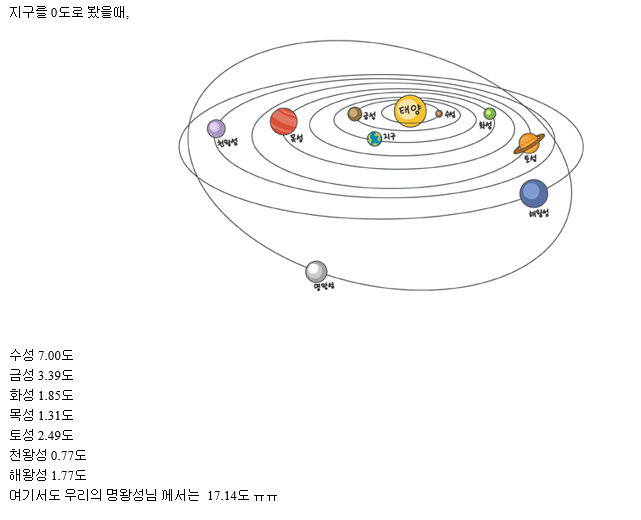 지구를 0도로 봤을때,
태양
금성
수성
지구
화성
목성
천왕성
토성
해왕성
명왕성
수성 7.00도
금성 3.39도
화성 1.85도
목성 1.31도
토성 2.49도
천왕성 0.77도
해왕성 1.77도
여기서도 우리의 명왕성님 께서는  17.14도 ㅠㅠ